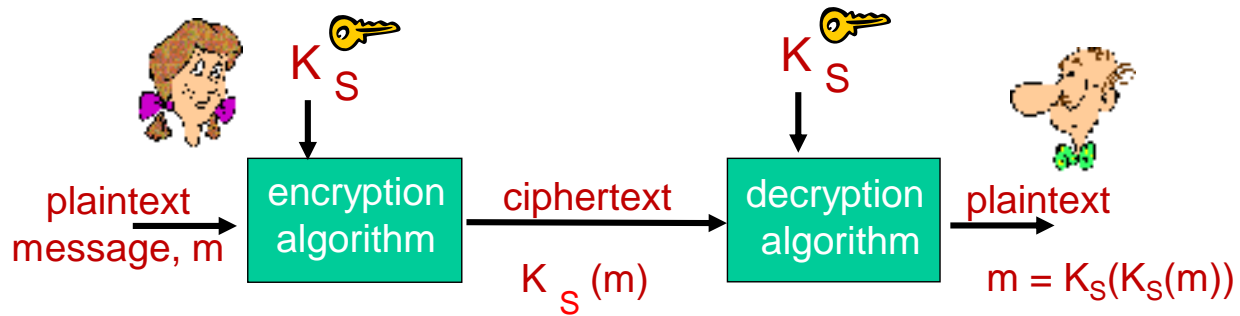 K S
K S
plaintext
message, m
encryption
algorithm
ciphertext
K S (m)
decryption
algorithm
plaintext
m = KS(KS(m))